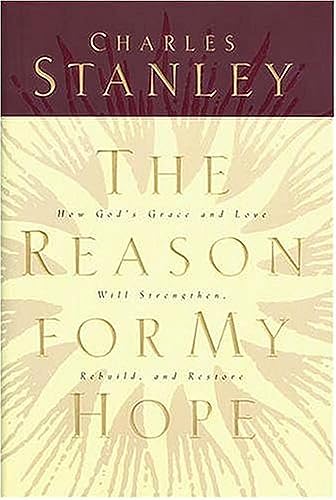 CHARLES
STANLEY
THE
How God's Grace and Love
REASON
Will Strengthen,
FOR MY
Rebuild, and Restore
HOPE